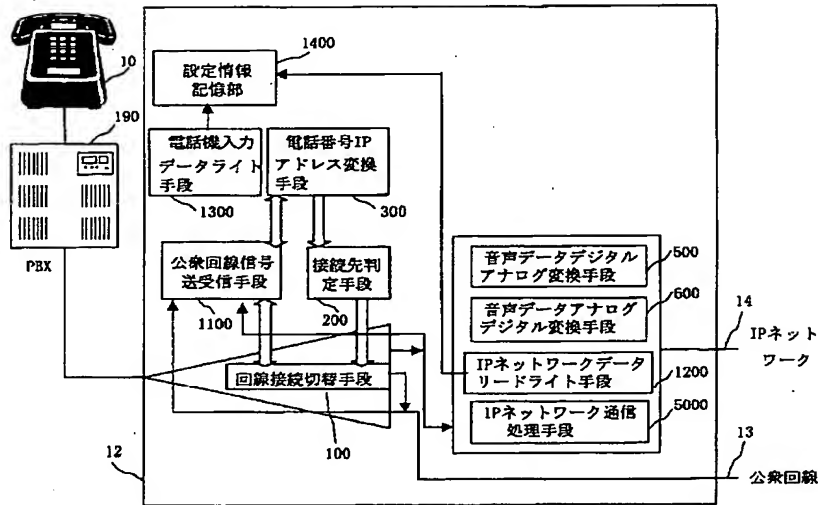 10
190
PBX
1400
設定情報
記憶部
電話機入力
データライト
手段
1300
電話番号IP
アドレス変換
手段
300
公衆回線信号
送受信手段
1100
接続先判
定手段
200
回線接続切替手段
100
12
音声データデジタル
アナログ変換手段
500
音声データアナログ
デジタル変換手段
600
IPネットワークデータ
リードライト手段
1200
IPネットワーク通信
処理手段
5000
14
IPネット
ワーク
13
公衆回線